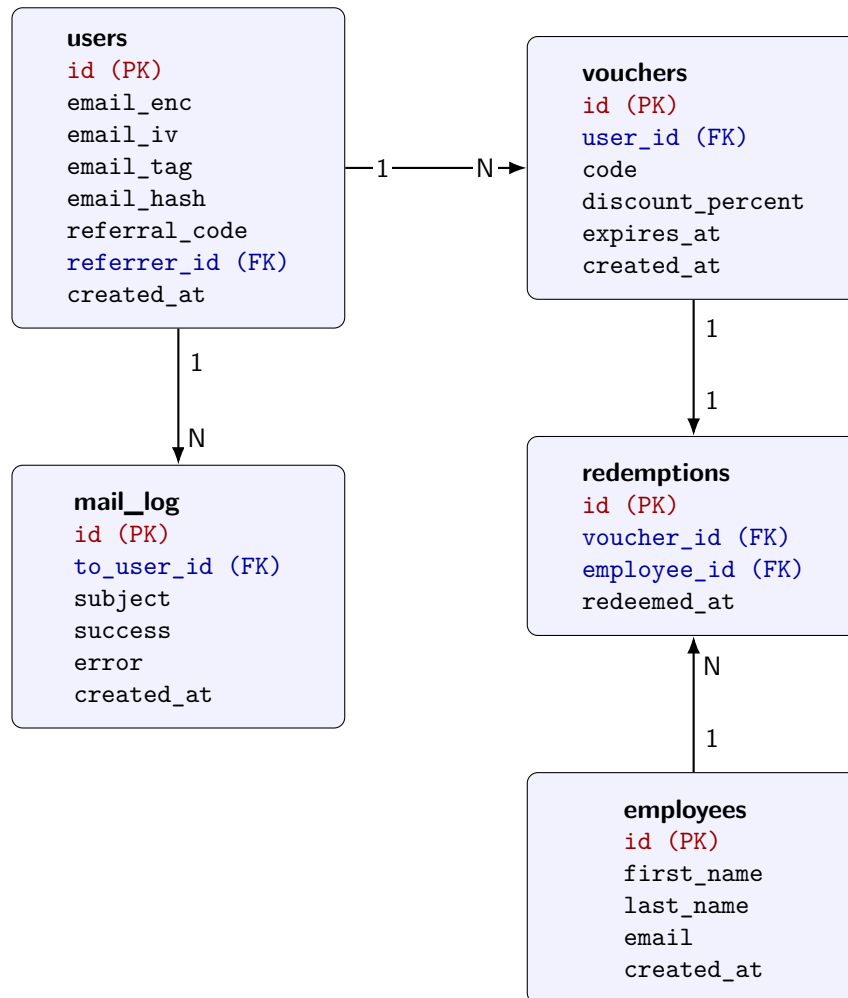 users
id (PK)
email_enc
email_iv
email_tag
email_hash
referral_code
referrer_id (FK)
created_at
1
N
vouchers
id (PK)
user_id (FK)
code
discount_percent
expires_at
created_at
1
N
mail_log
id (PK)
to_user_id (FK)
subject
success
error
created_at
1
1
redemptions
id (PK)
voucher_id (FK)
employee_id (FK)
redeemed_at
N
1
employees
id (PK)
first_name
last_name
email
created_at